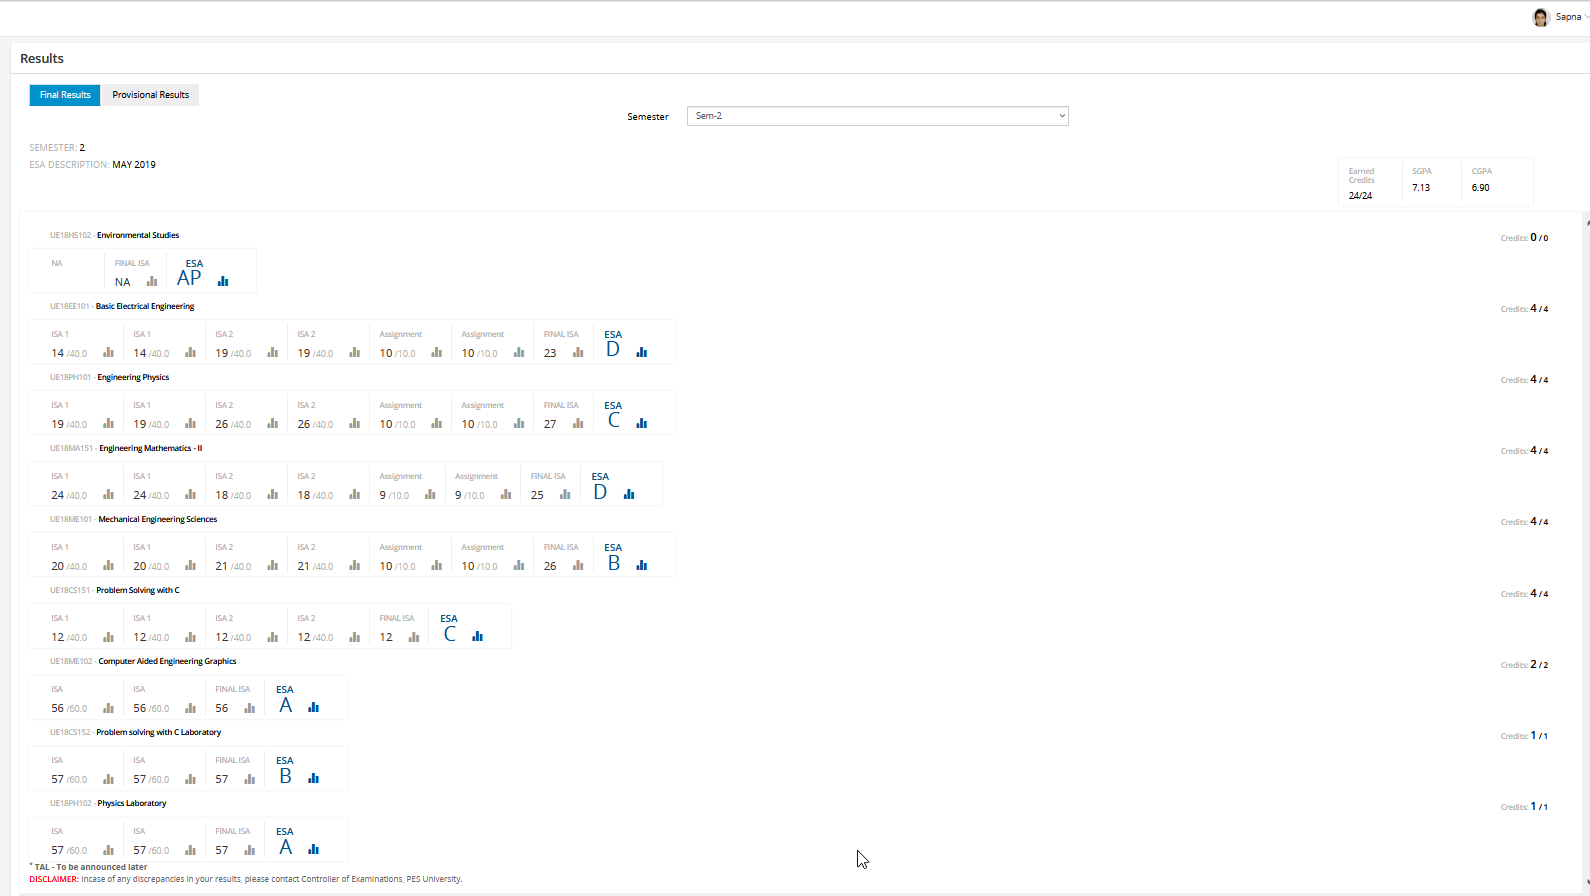 Sapna
Results
Final Results Provisional Results
Semester Sem-2
SEMESTER: 2
ESA DESCRIPTION: MAY 2019
Earned Credits 24/24 SGPA 7.13 CGPA 6.90
UE18HS102 - Environmental Studies Credits: 0 / 0
NA FINAL ISA ESA
NA AP
UE18EE101 - Basic Electrical Engineering Credits: 4 / 4
ISA 1 ISA 1 ISA 2 ISA 2 Assignment Assignment FINAL ISA ESA
14 /40.0 14 /40.0 19 /40.0 19 /40.0 10 /10.0 10 /10.0 23 D
UE18PH101 - Engineering Physics Credits: 4 / 4
ISA 1 ISA 1 ISA 2 ISA 2 Assignment Assignment FINAL ISA ESA
19 /40.0 19 /40.0 26 /40.0 26 /40.0 10 /10.0 10 /10.0 27 C
UE18MA151 - Engineering Mathematics - II Credits: 4 / 4
ISA 1 ISA 1 ISA 2 ISA 2 Assignment Assignment FINAL ISA ESA
24 /40.0 24 /40.0 18 /40.0 18 /40.0 9 /10.0 9 /10.0 25 D
UE18ME101 - Mechanical Engineering Sciences Credits: 4 / 4
ISA 1 ISA 1 ISA 2 ISA 2 Assignment Assignment FINAL ISA ESA
20 /40.0 20 /40.0 21 /40.0 21 /40.0 10 /10.0 10 /10.0 26 B
UE18CS151 - Problem Solving with C Credits: 4 / 4
ISA 1 ISA 1 ISA 2 ISA 2 FINAL ISA ESA
12 /40.0 12 /40.0 12 /40.0 12 /40.0 12 C
UE18ME102 - Computer Aided Engineering Graphics Credits: 2 / 2
ISA ISA FINAL ISA ESA
56 /60.0 56 /60.0 56 A
UE18CS152 - Problem solving with C Laboratory Credits: 1 / 1
ISA ISA FINAL ISA ESA
57 /60.0 57 /60.0 57 B
UE18PH102 - Physics Laboratory Credits: 1 / 1
ISA ISA FINAL ISA ESA
57 /60.0 57 /60.0 57 A
* TAL - To be announced later
DISCLAIMER: Incase of any discrepancies in your results, please contact Controller of Examinations, PES University.